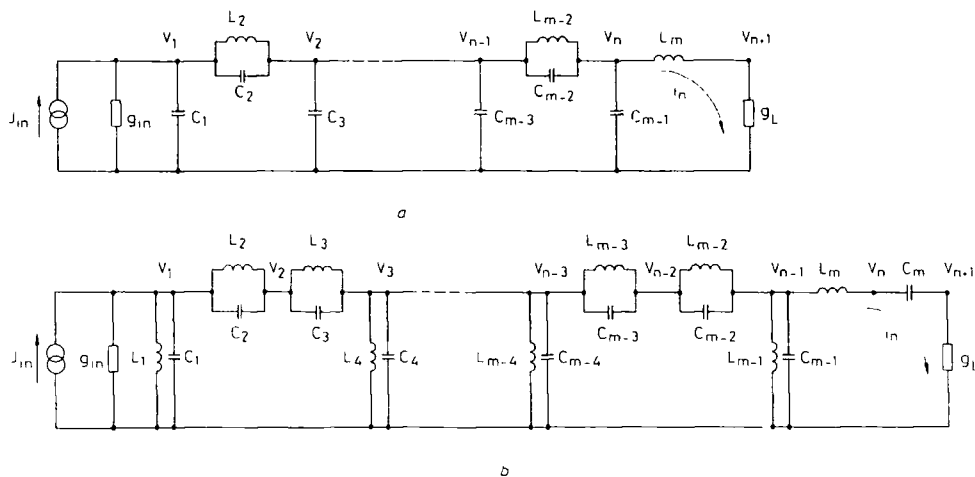 L2 Lm-2
V1 V2 Vn-1 Vn Lm Vn+1
C2 Cm-2 in
Jin gin C1 C3 Cm-3 Cm-1 gL
a
L2 L3 Lm-3 Lm-2
V1 V2 V3 Vn-3 Vn-2 Vn-1 Lm Vn Cm Vn+1
C2 C3 Cm-3 Cm-2 in
Jin gin L1 C1 L4 C4 Lm-4 Cm-4 Lm-1 Cm-1 gL
b